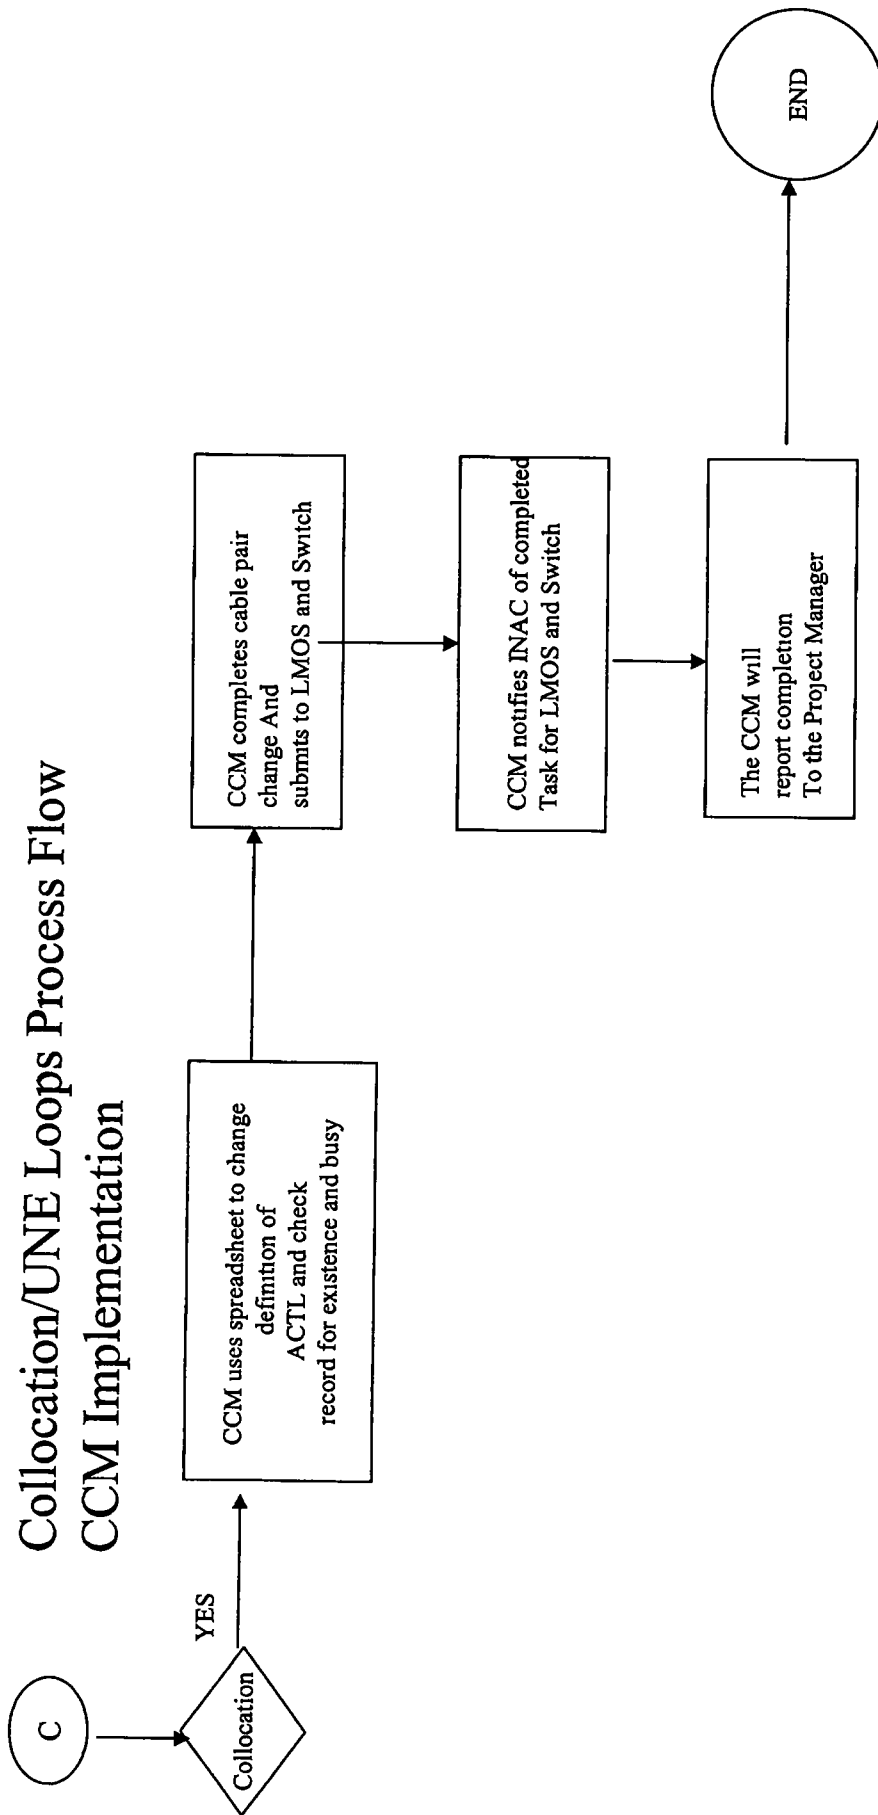 Collocation/UNE Loops Process Flow
CCM Implementation
C
Collocation
YES
CCM uses spreadsheet to change
definition of
ACTL and check
record for existence and busy
CCM completes cable pair
change And
submits to LMOS and Switch
CCM notifies INAC of completed
Task for LMOS and Switch
The CCM will
report completion
To the Project Manager
END